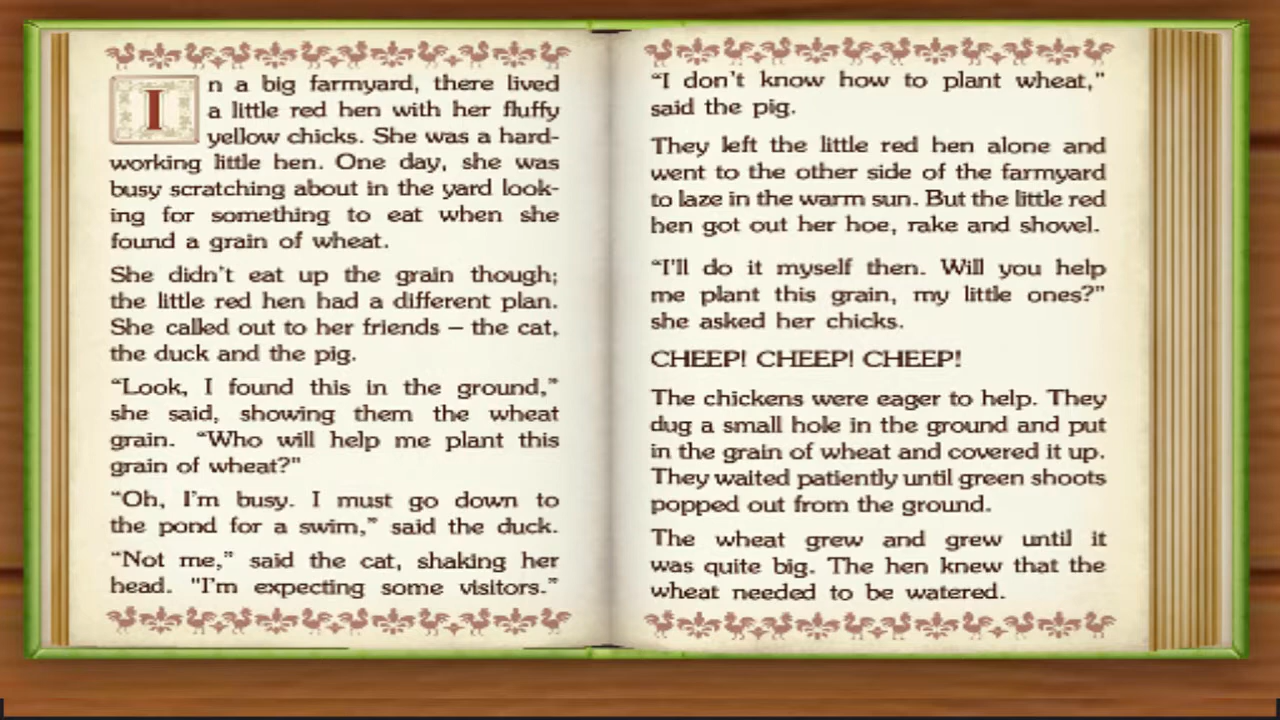 In a big farmyard, there lived
a little red hen with her fluffy
yellow chicks. She was a hard-
working little hen. One day, she was
busy scratching about in the yard look-
ing for something to eat when she
found a grain of wheat.
She didn't eat up the grain though;
the little red hen had a different plan.
She called out to her friends – the cat,
the duck and the pig.
“Look, I found this in the ground,”
she said, showing them the wheat
grain. “Who will help me plant this
grain of wheat?"
“Oh, I'm busy. I must go down to
the pond for a swim,” said the duck.
“Not me,” said the cat, shaking her
head. "I'm expecting some visitors.”
“I don't know how to plant wheat,”
said the pig.
They left the little red hen alone and
went to the other side of the farmyard
to laze in the warm sun. But the little red
hen got out her hoe, rake and shovel.
“I'll do it myself then. Will you help
me plant this grain, my little ones?”
she asked her chicks.
CHEEP! CHEEP! CHEEP!
The chickens were eager to help. They
dug a small hole in the ground and put
in the grain of wheat and covered it up.
They waited patiently until green shoots
popped out from the ground.
The wheat grew and grew until it
was quite big. The hen knew that the
wheat needed to be watered.